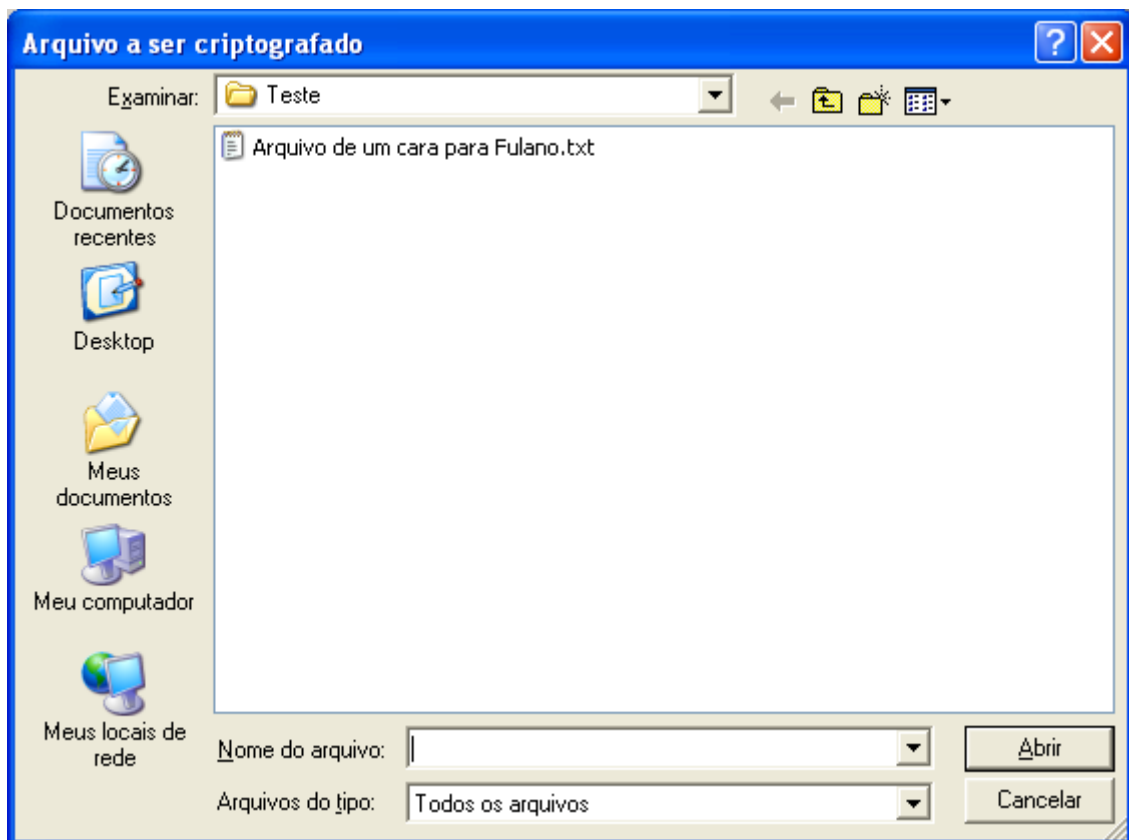 Arquivo a ser criptografado
Examinar:
Teste
Arquivo de um cara para Fulano.txt
Documentos
recentes
Desktop
Meus
documentos
Meu computador
Meus locais de
rede
Nome do arquivo:
Abrir
Arquivos do tipo:
Todos os arquivos
Cancelar